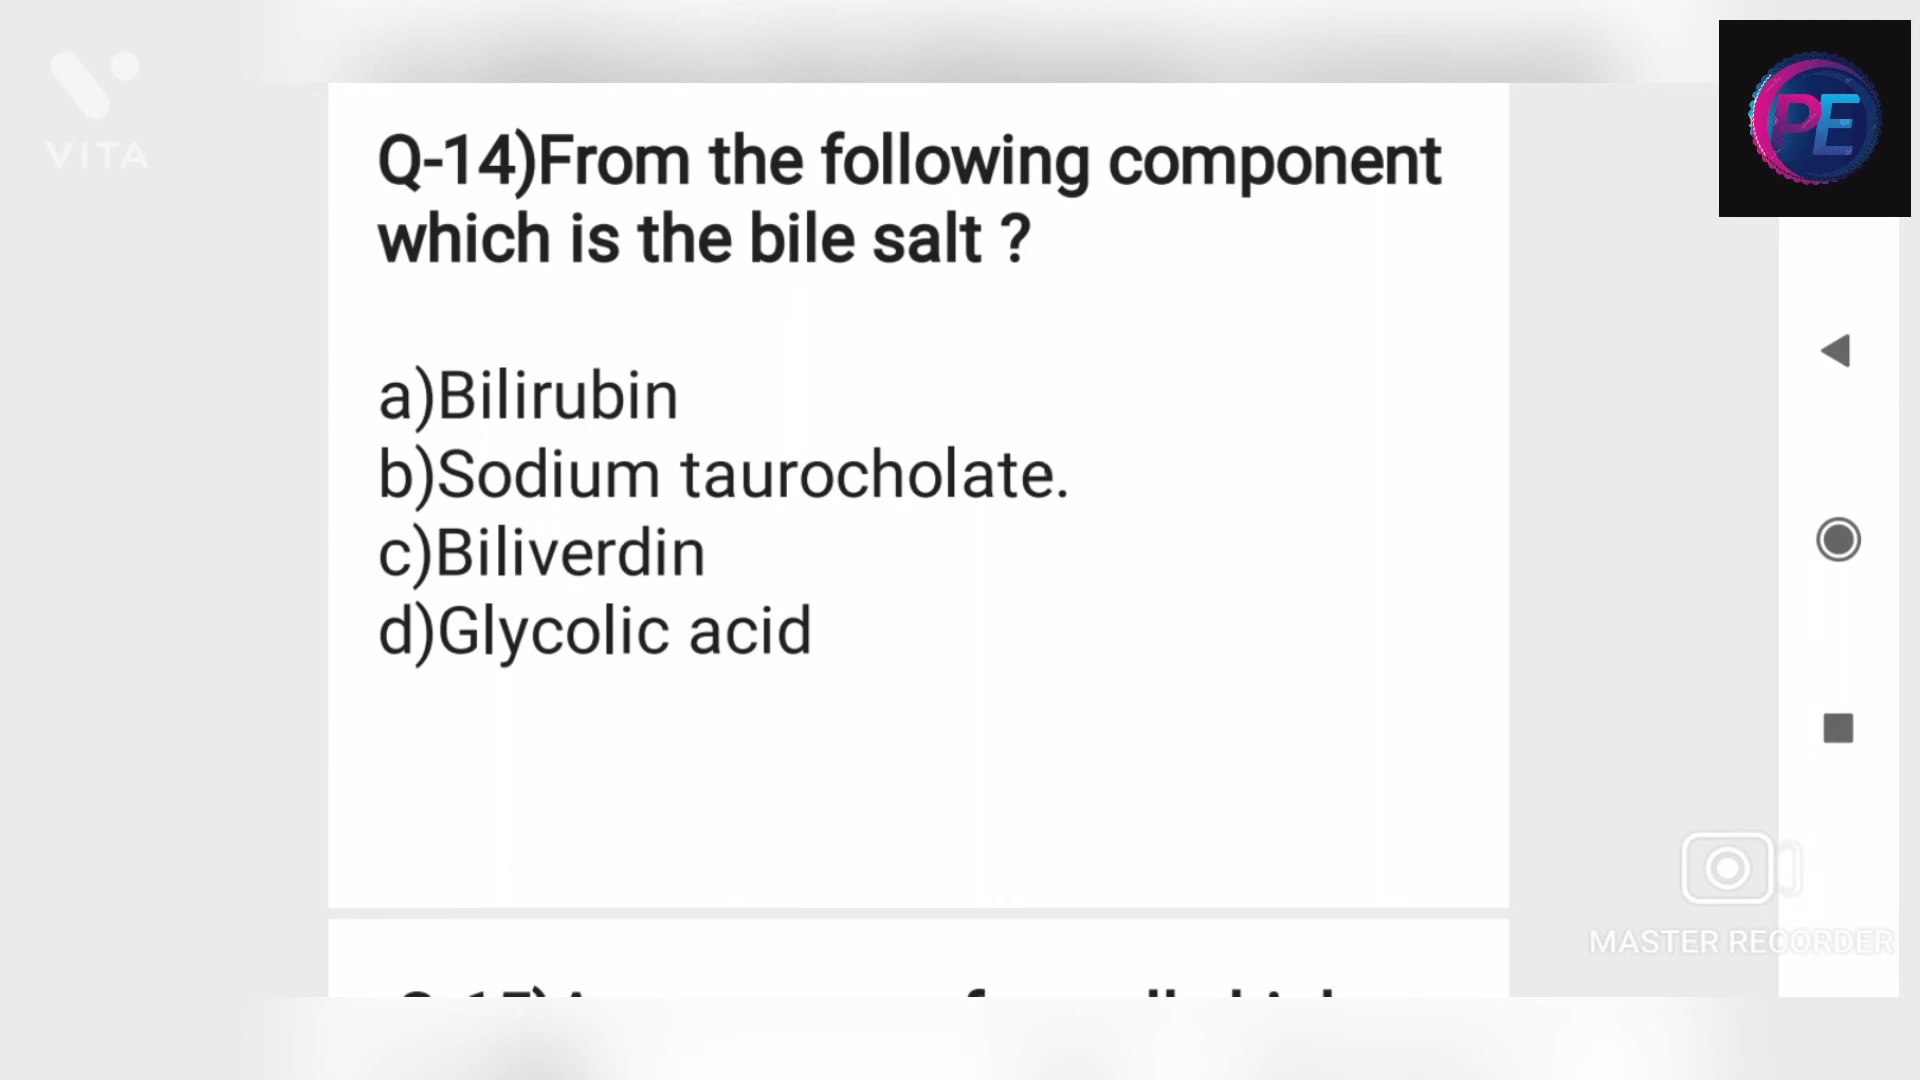 VITA
PE
Q-14)From the following component
which is the bile salt ?
a)Bilirubin
b)Sodium taurocholate.
c)Biliverdin
d)Glycolic acid
MASTER RECORDER